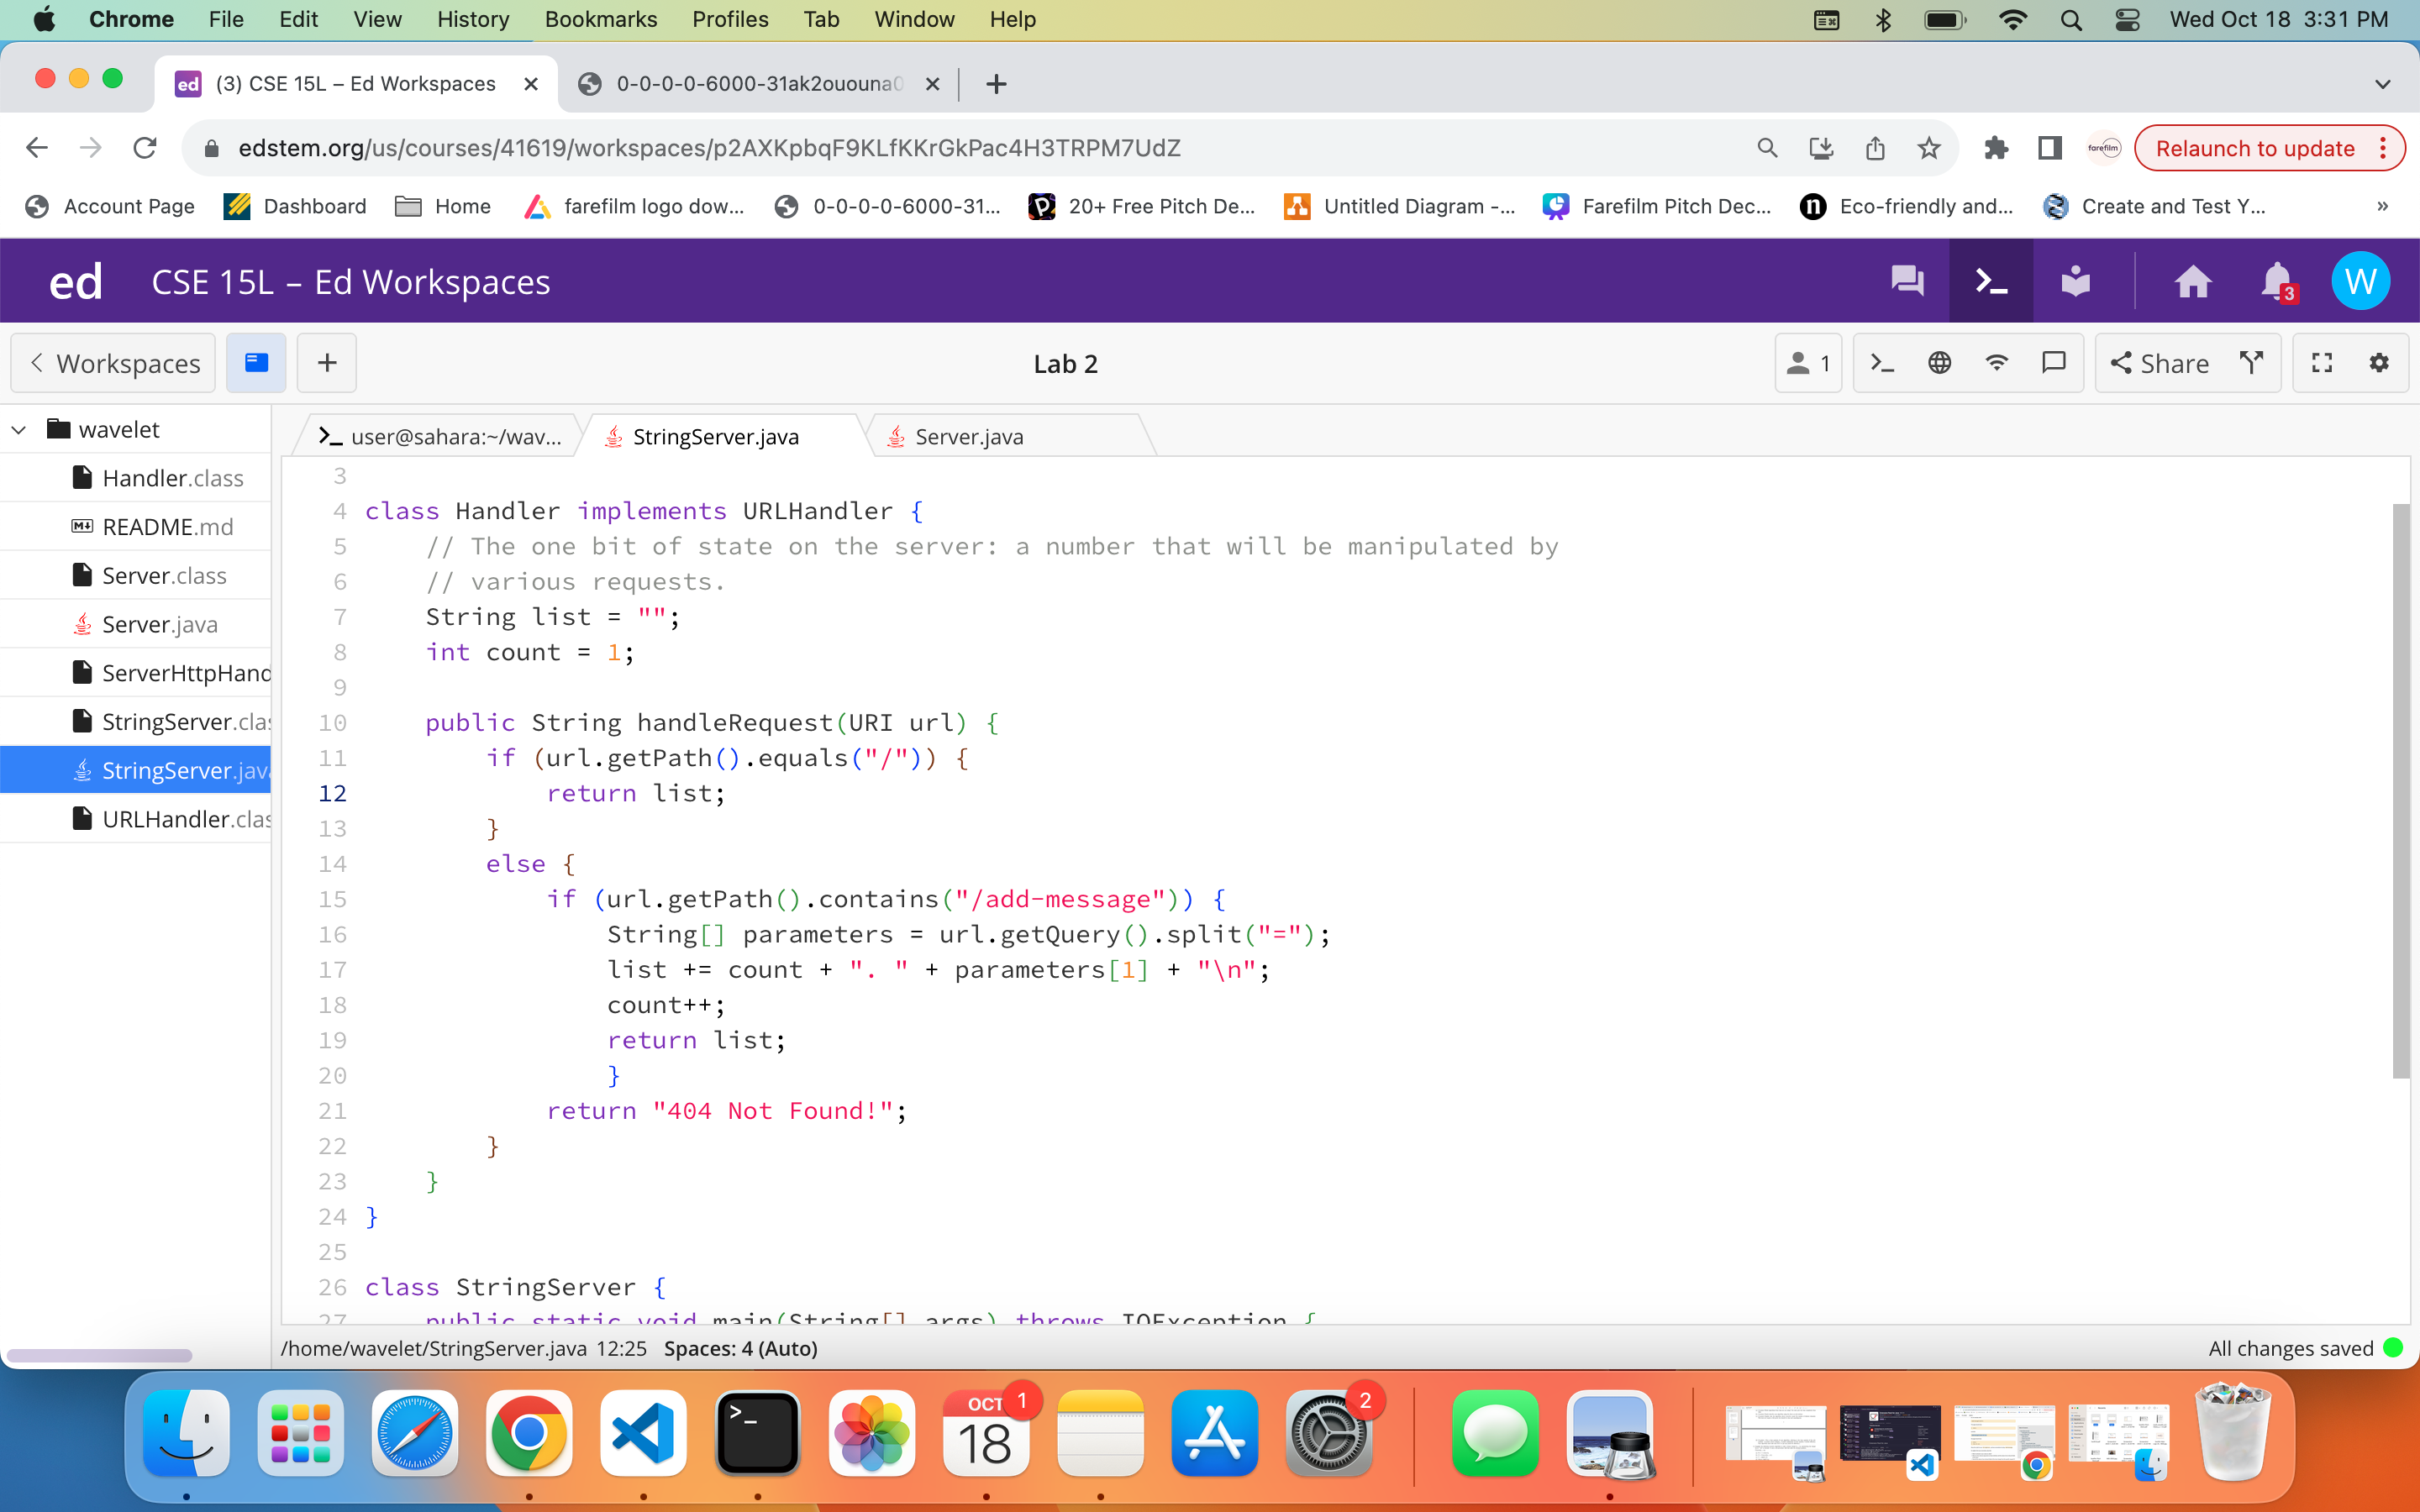 Chrome File Edit View History Bookmarks Profiles Tab Window Help Wed Oct 18 3:31 PM
ed (3) CSE 15L – Ed Workspaces 0-0-0-0-6000-31ak2ououna0
edstem.org/us/courses/41619/workspaces/p2AXKpbqF9KLfKKrGkPac4H3TRPM7UdZ farefilm Relaunch to update
Account Page Dashboard Home farefilm logo dow... 0-0-0-0-6000-31... 20+ Free Pitch De... Untitled Diagram -... Farefilm Pitch Dec... Eco-friendly and... Create and Test Y... »
ed CSE 15L – Ed Workspaces 3 W
Workspaces Lab 2 1 Share
wavelet
Handler.class
README.md
Server.class
Server.java
ServerHttpHand
StringServer.clas
StringServer.java
URLHandler.clas
user@sahara:~/wav... StringServer.java Server.java
3
4 class Handler implements URLHandler {
5 // The one bit of state on the server: a number that will be manipulated by
6 // various requests.
7 String list = "";
8 int count = 1;
9
10 public String handleRequest(URI url) {
11 if (url.getPath().equals("/")) {
12 return list;
13 }
14 else {
15 if (url.getPath().contains("/add-message")) {
16 String[] parameters = url.getQuery().split("=");
17 list += count + ". " + parameters[1] + "\n";
18 count++;
19 return list;
20 }
21 return "404 Not Found!";
22 }
23 }
24 }
25
26 class StringServer {
27 public static void main(String[] args) throws IOException {
/home/wavelet/StringServer.java 12:25 Spaces: 4 (Auto) All changes saved
OCT 18 1 2